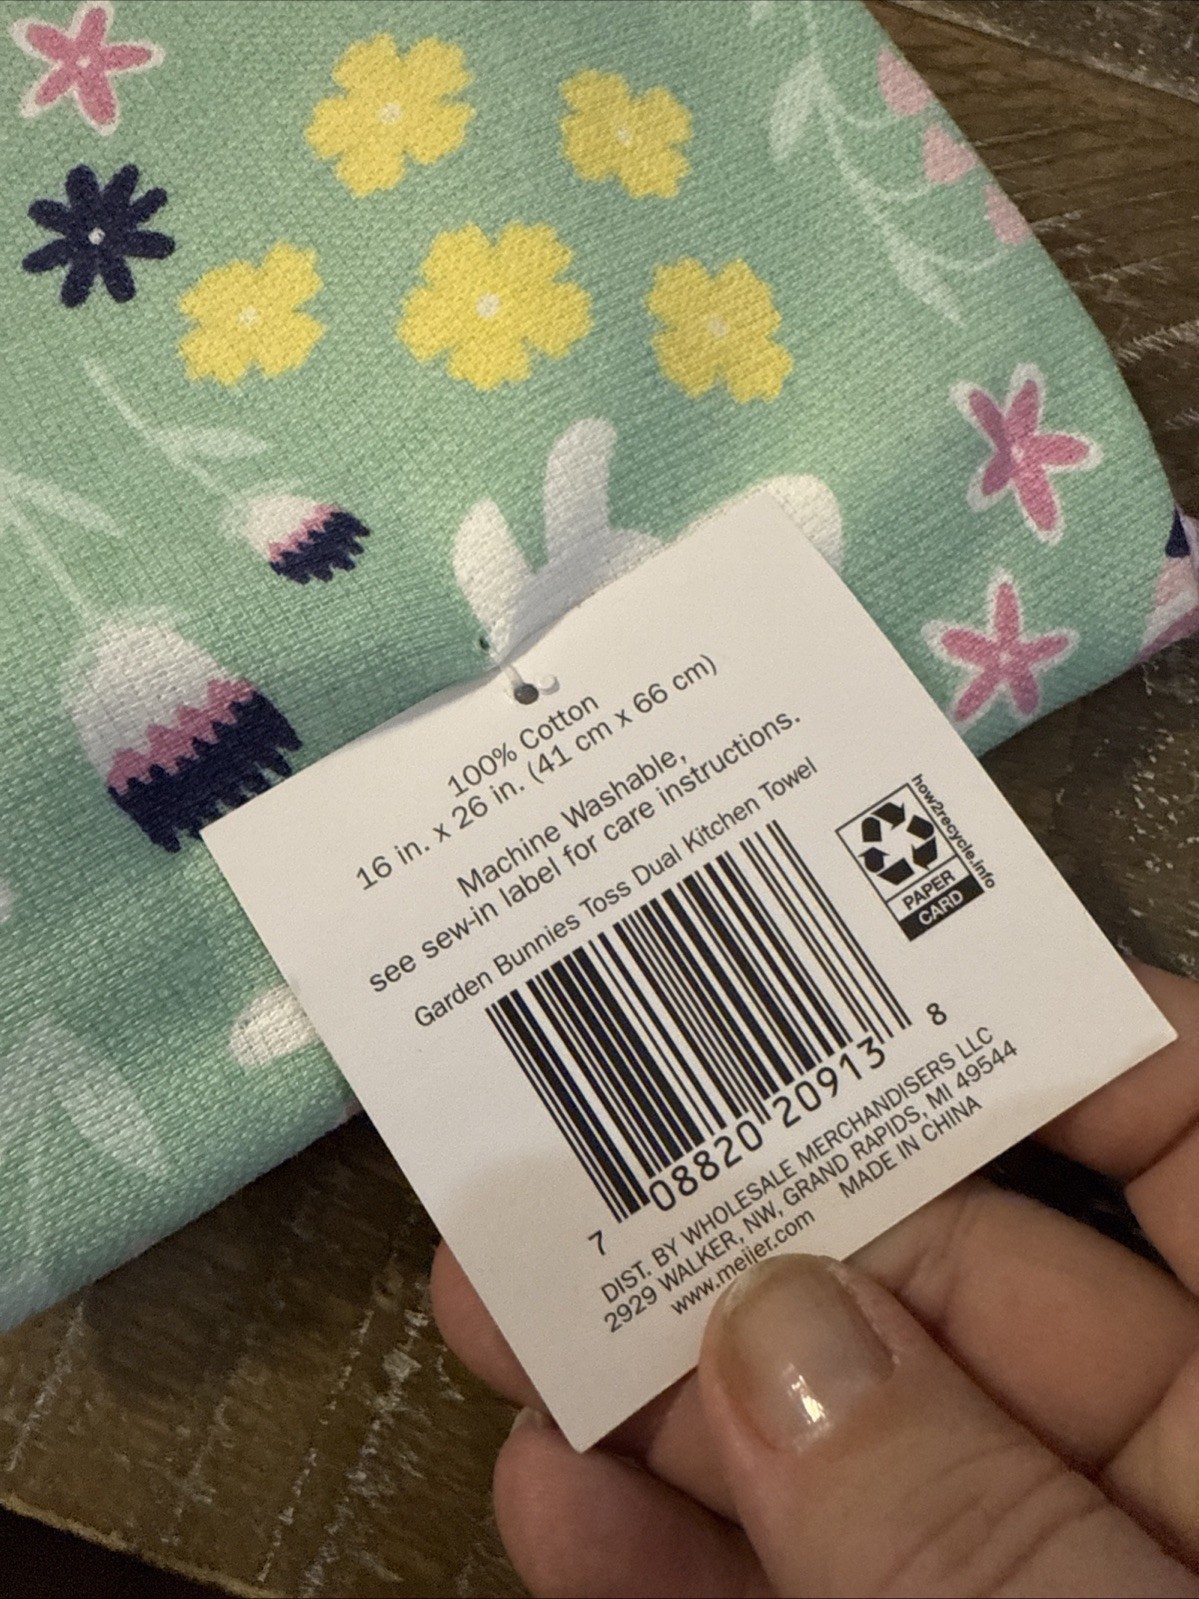 100% Cotton
16 in. x 26 in. (41 cm x 66 cm)
Machine Washable,
see sew-in label for care instructions.
Garden Bunnies Toss Dual Kitchen Towel
how2recycle.info
PAPER
CARD
7 08820 20913 8
DIST. BY WHOLESALE MERCHANDISERS LLC
2929 WALKER, NW, GRAND RAPIDS, MI 49544
www.meijer.com MADE IN CHINA